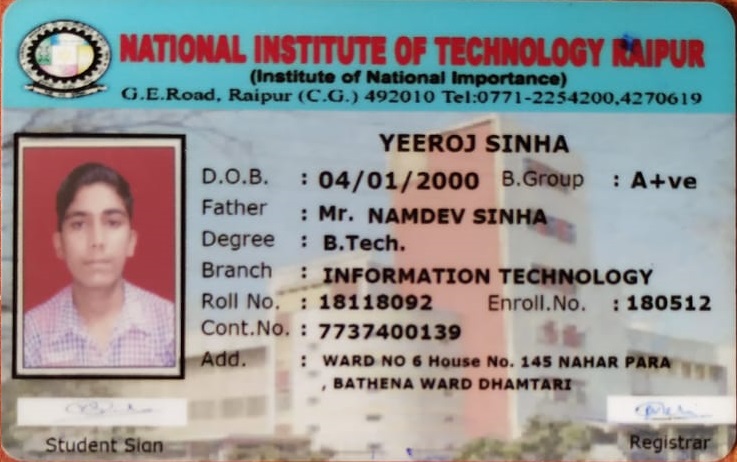 NATIONAL INSTITUTE OF TECHNOLOGY RAIPUR
(Institute of National Importance)
G.E.Road, Raipur (C.G.) 492010 Tel:0771-2254200,4270619
YEEROJ SINHA
D.O.B. : 04/01/2000 B.Group : A+ve
Father : Mr. NAMDEV SINHA
Degree : B.Tech.
Branch : INFORMATION TECHNOLOGY
Roll No. : 18118092 Enroll.No. : 180512
Cont.No. : 7737400139
Add. : WARD NO 6 House No. 145 NAHAR PARA
, BATHENA WARD DHAMTARI
Student Sign Registrar